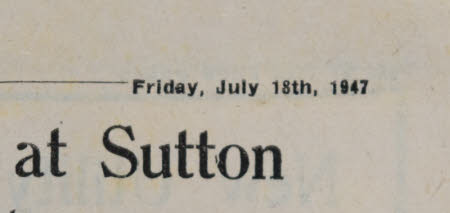 Friday, July 18th, 1947
at Sutton